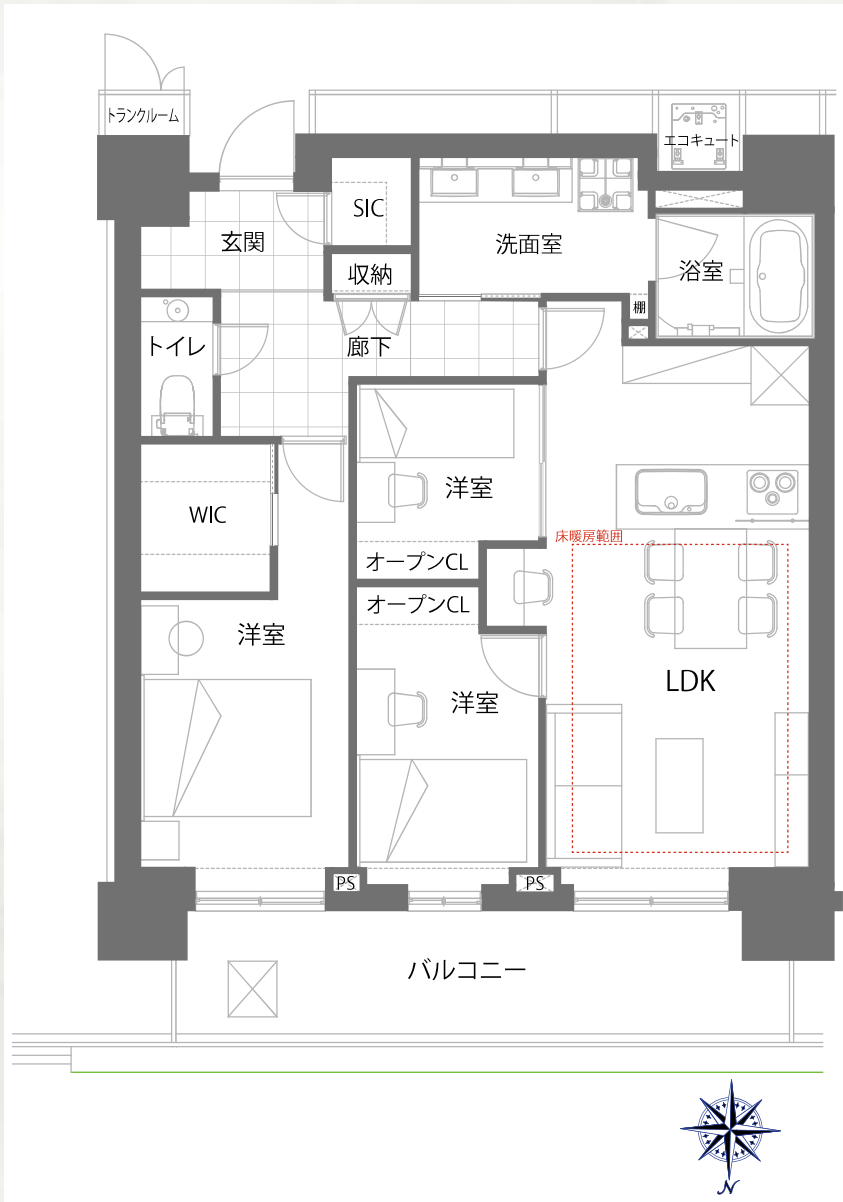 トランクルーム
エコキュート
SIC
玄関
洗面室
収納
浴室
棚
トイレ
廊下
洋室
WIC
床暖房範囲
オープンCL
オープンCL
洋室
LDK
洋室
PS
PS
バルコニー
N